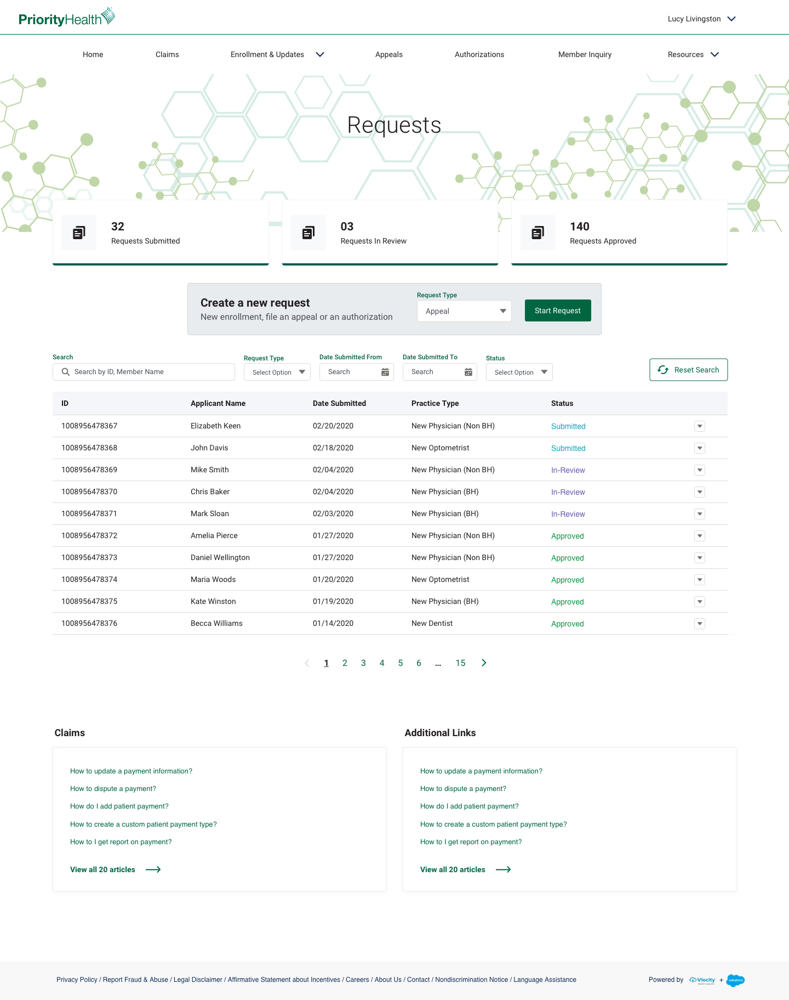 PriorityHealth
Lucy Livingston
Home Claims Enrollment & Updates Appeals Authorizations Member Inquiry Resources
Requests
32
Requests Submitted
03
Requests In Review
140
Requests Approved
Create a new request
New enrollment, file an appeal or an authorization
Request Type
Appeal
Start Request
Search
Search by ID, Member Name
Request Type
Select Option
Date Submitted From
Search
Date Submitted To
Search
Status
Select Option
Reset Search
ID Applicant Name Date Submitted Practice Type Status
1008956478367 Elizabeth Keen 02/20/2020 New Physician (Non BH) Submitted
1008956478368 John Davis 02/18/2020 New Optometrist Submitted
1008956478369 Mike Smith 02/04/2020 New Physician (Non BH) In-Review
1008956478370 Chris Baker 02/04/2020 New Physician (BH) In-Review
1008956478371 Mark Sloan 02/03/2020 New Physician (BH) In-Review
1008956478372 Amelia Pierce 01/27/2020 New Physician (Non BH) Approved
1008956478373 Daniel Wellington 01/27/2020 New Physician (Non BH) Approved
1008956478374 Maria Woods 01/20/2020 New Optometrist Approved
1008956478375 Kate Winston 01/19/2020 New Physician (BH) Approved
1008956478376 Becca Williams 01/14/2020 New Dentist Approved
1 2 3 4 5 6 ... 15
Claims
How to update a payment information?
How to dispute a payment?
How do I add patient payment?
How to create a custom patient payment type?
How to I get report on payment?
View all 20 articles
Additional Links
How to update a payment information?
How to dispute a payment?
How do I add patient payment?
How to create a custom patient payment type?
How to I get report on payment?
View all 20 articles
Privacy Policy / Report Fraud & Abuse / Legal Disclaimer / Affirmative Statement about Incentives / Careers / About Us / Contact / Nondiscrimination Notice / Language Assistance
Powered by Vlocity + salesforce